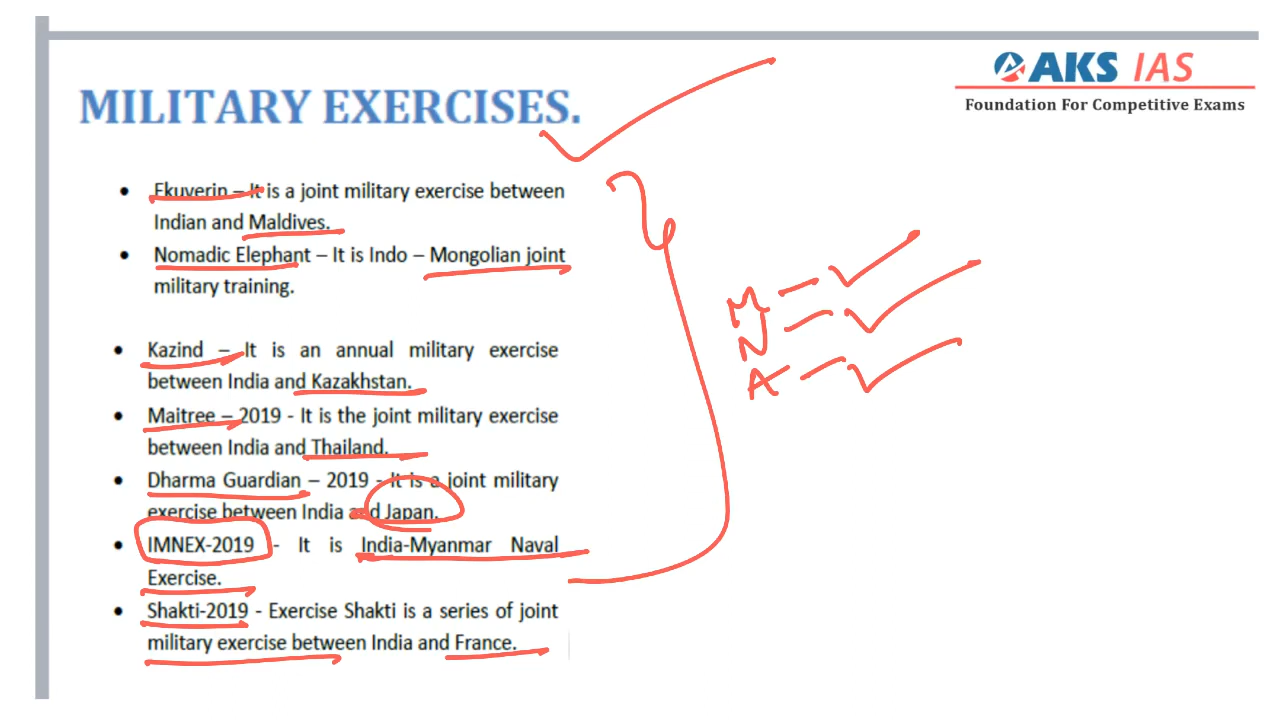 AKS IAS
Foundation For Competitive Exams
MILITARY EXERCISES.
• Ekuverin – It is a joint military exercise between
Indian and Maldives.
• Nomadic Elephant – It is Indo – Mongolian joint
military training.
• Kazind – It is an annual military exercise
between India and Kazakhstan.
• Maitree – 2019 - It is the joint military exercise
between India and Thailand.
• Dharma Guardian – 2019 - It is a joint military
exercise between India and Japan.
• IMNEX-2019 - It is India-Myanmar Naval
Exercise.
• Shakti-2019 - Exercise Shakti is a series of joint
military exercise between India and France.
M – ✓
N – ✓
A – ✓